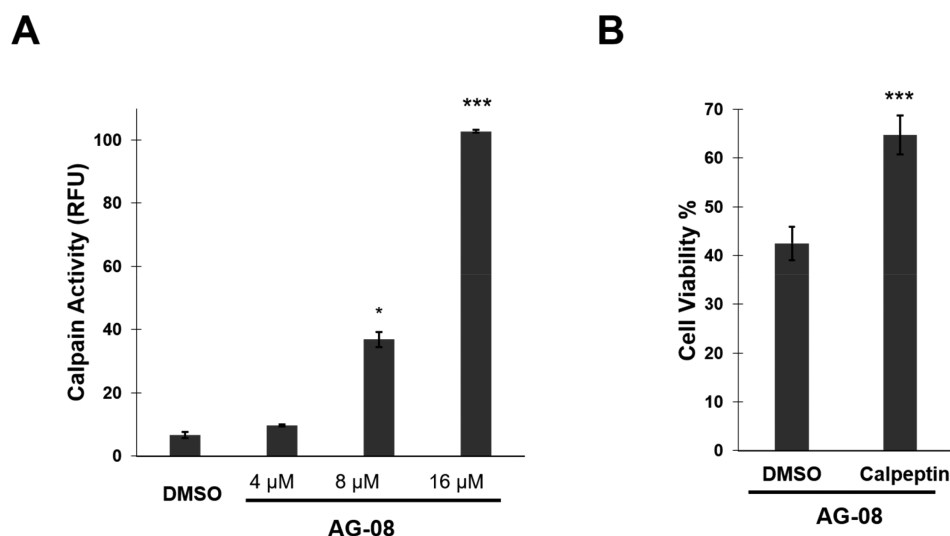 A
Calpain Activity (RFU)
100
80
60
40
20
0
*
***
DMSO
4 µM
8 µM
16 µM
AG-08
B
Cell Viability %
70
60
50
40
30
20
10
0
***
DMSO
Calpeptin
AG-08